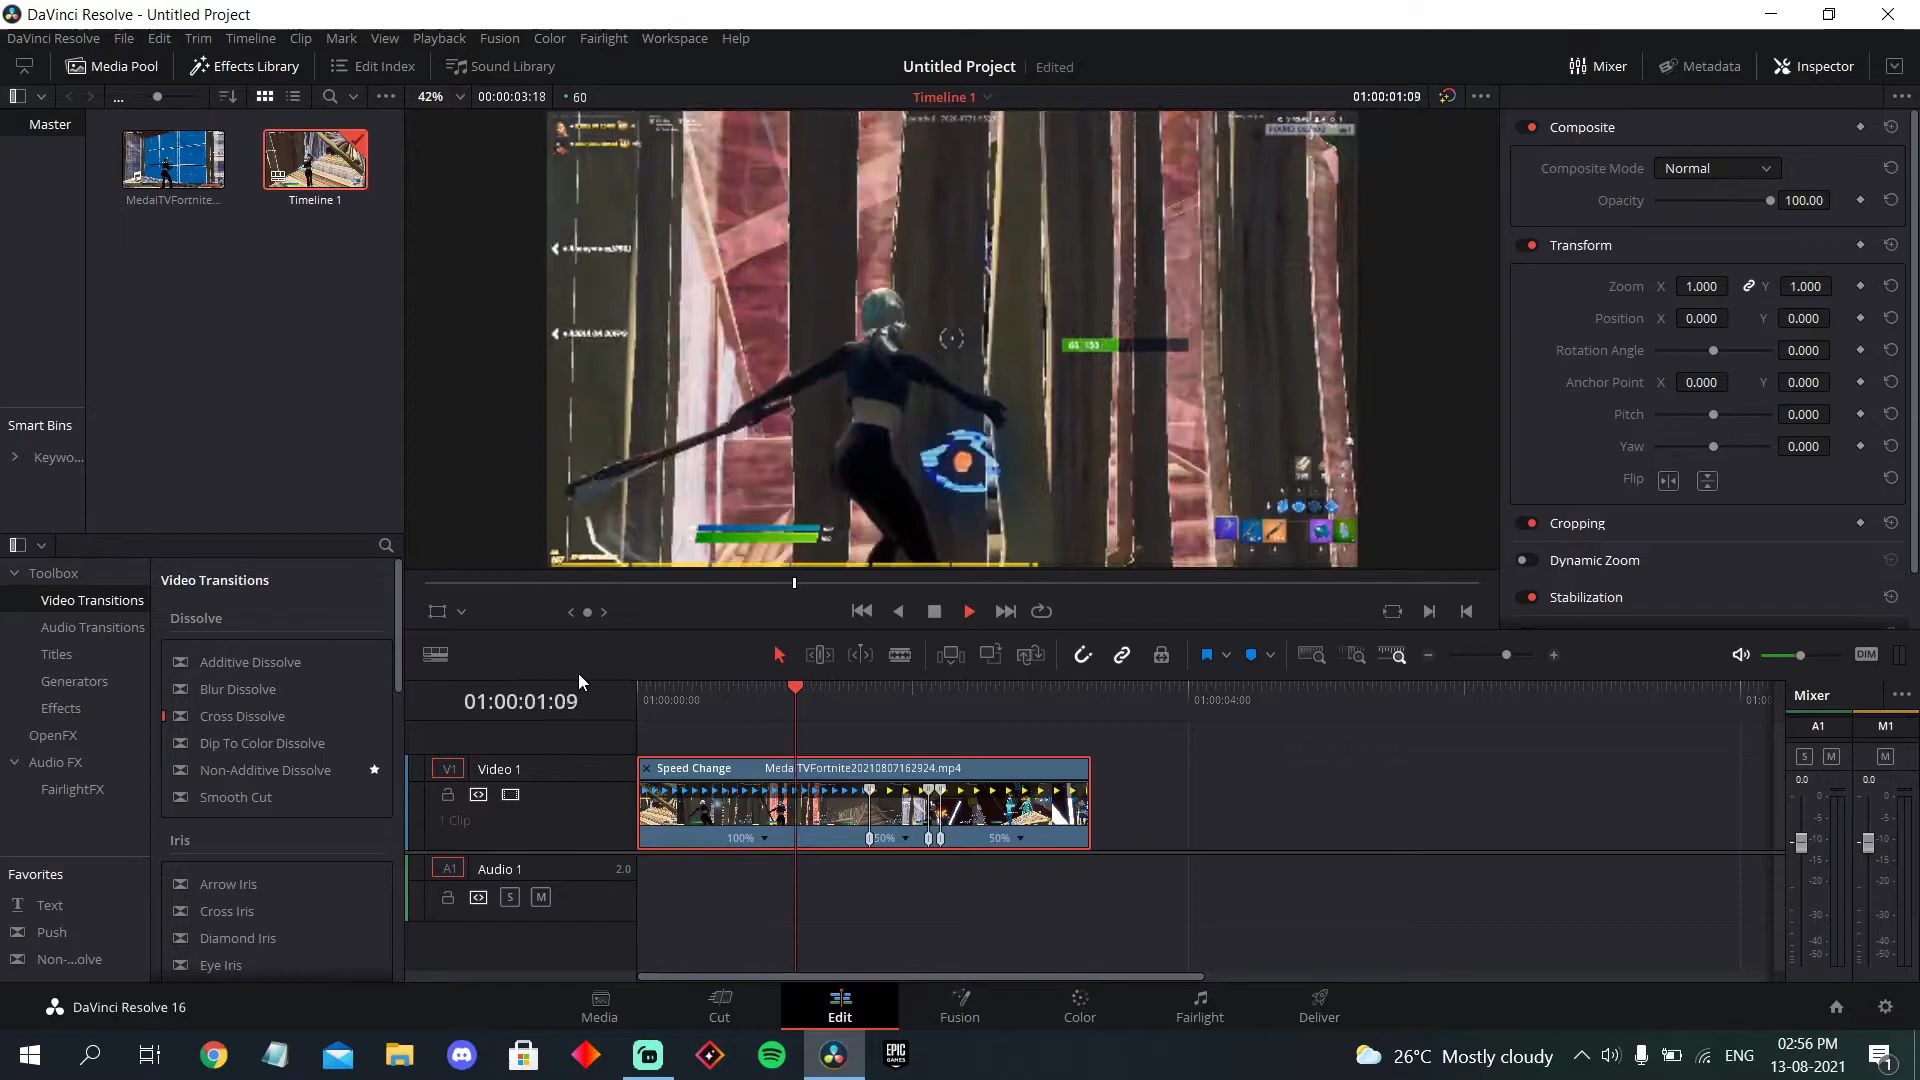 DaVinci Resolve - Untitled Project
DaVinci Resolve File Edit Trim Timeline Clip Mark View Playback Fusion Color Fairlight Workspace Help
Media Pool Effects Library Edit Index Sound Library Untitled Project Edited Mixer Metadata Inspector
... 42% 00:00:03:18 60 Timeline 1 01:00:01:09
Master
MedalTVFortnite...
Timeline 1
Smart Bins
Keywo...
Composite
Composite Mode Normal
Opacity 100.00
Transform
Zoom X 1.000 Y 1.000
Position X 0.000 Y 0.000
Rotation Angle 0.000
Anchor Point X 0.000 Y 0.000
Pitch 0.000
Yaw 0.000
Flip
Cropping
Dynamic Zoom
Stabilization
Toolbox
Video Transitions
Audio Transitions
Titles
Generators
Effects
OpenFX
Audio FX
FairlightFX
Favorites
Text
Push
Non-...olve
Video Transitions
Dissolve
Additive Dissolve
Blur Dissolve
Cross Dissolve
Dip To Color Dissolve
Non-Additive Dissolve
Smooth Cut
Iris
Arrow Iris
Cross Iris
Diamond Iris
Eye Iris
DIM
01:00:01:09
01:00:00:00 01:00:04:00 01:00
V1 Video 1
1 Clip
Speed Change MedalTVFortnite20210807162924.mp4
100% 50% 50%
A1 Audio 1 2.0
S M
Mixer
A1 M1
S M M
0.0 0.0
0 0
-5 -5
-10 -10
-15 -15
-20 -20
-30 -30
-40 -40
-50 -50
DaVinci Resolve 16
Media Cut Edit Fusion Color Fairlight Deliver
EPIC GAMES
26°C Mostly cloudy ENG 02:56 PM
13-08-2021
1